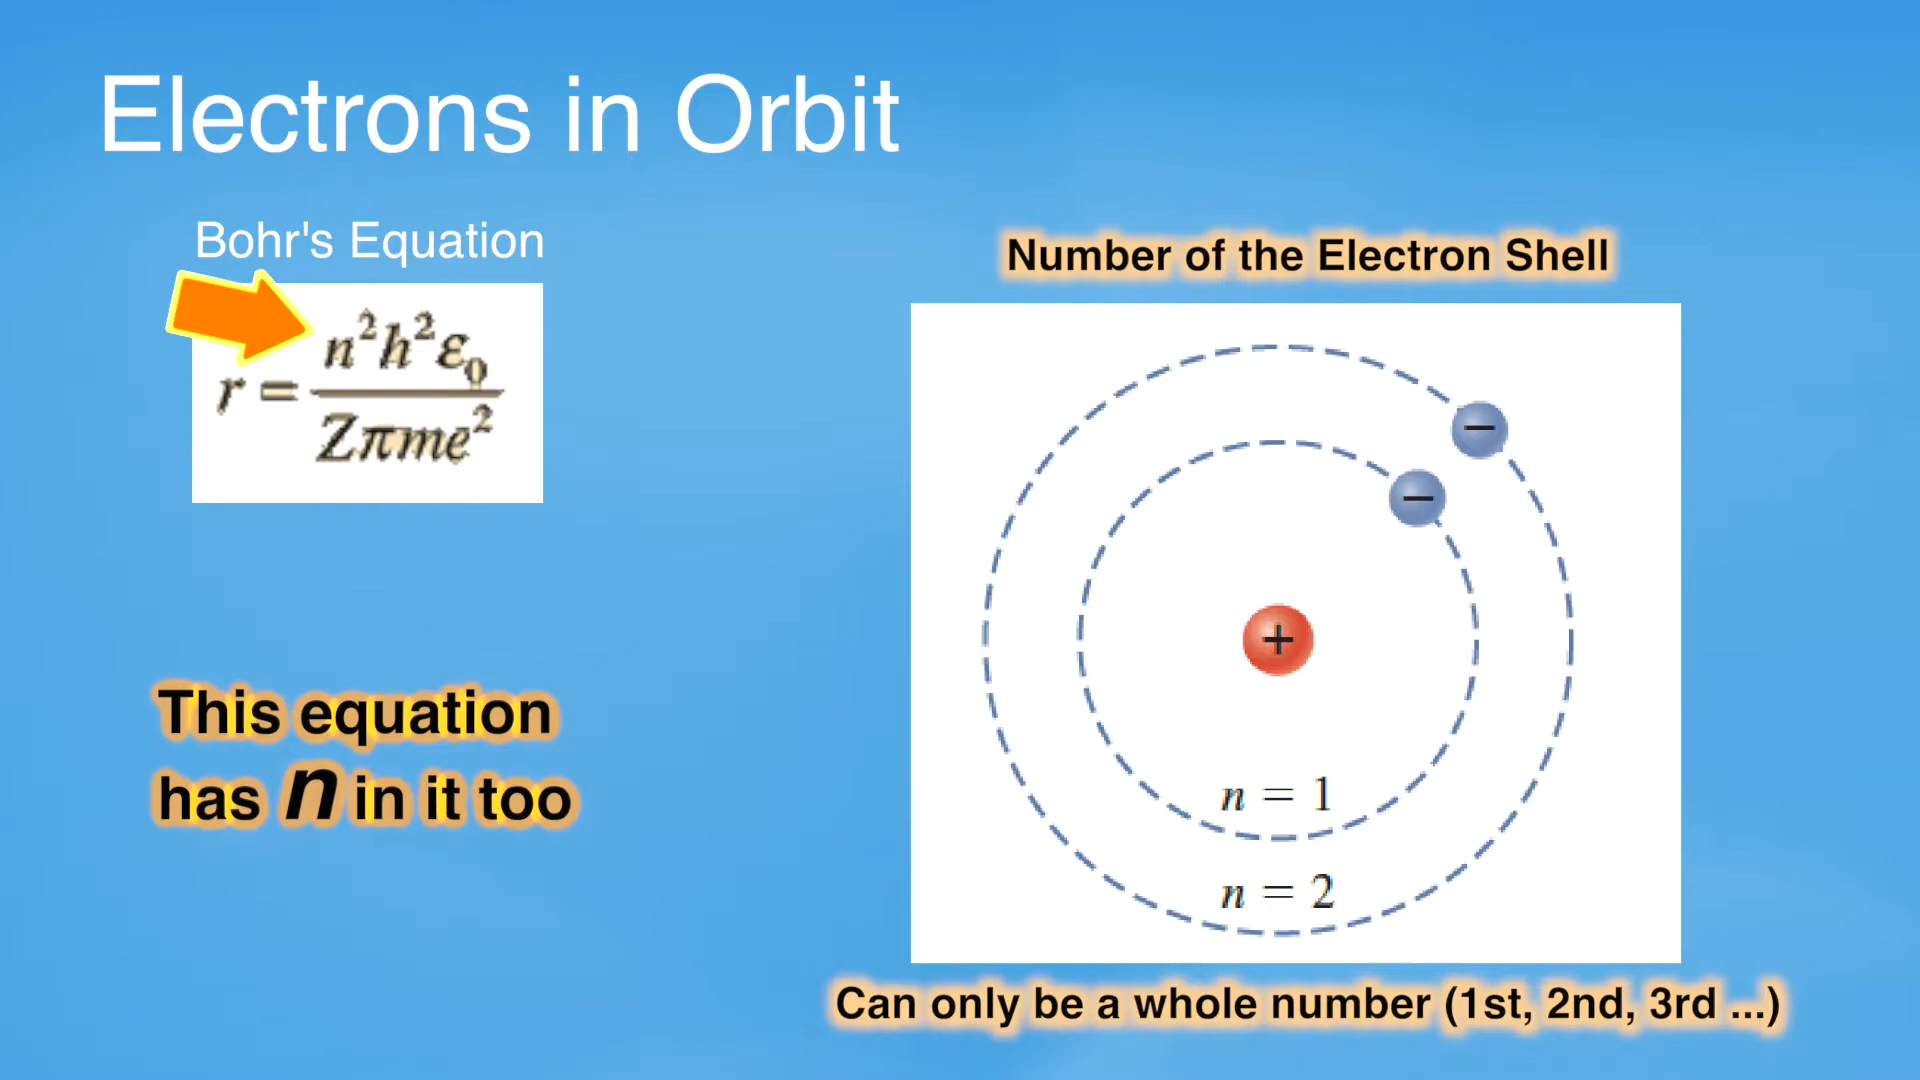 Electrons in Orbit
Bohr's Equation
r = n²h²ε₀ / Zπme²
This equation
has n in it too
Number of the Electron Shell
−
−
+
n = 1
n = 2
Can only be a whole number (1st, 2nd, 3rd ...)